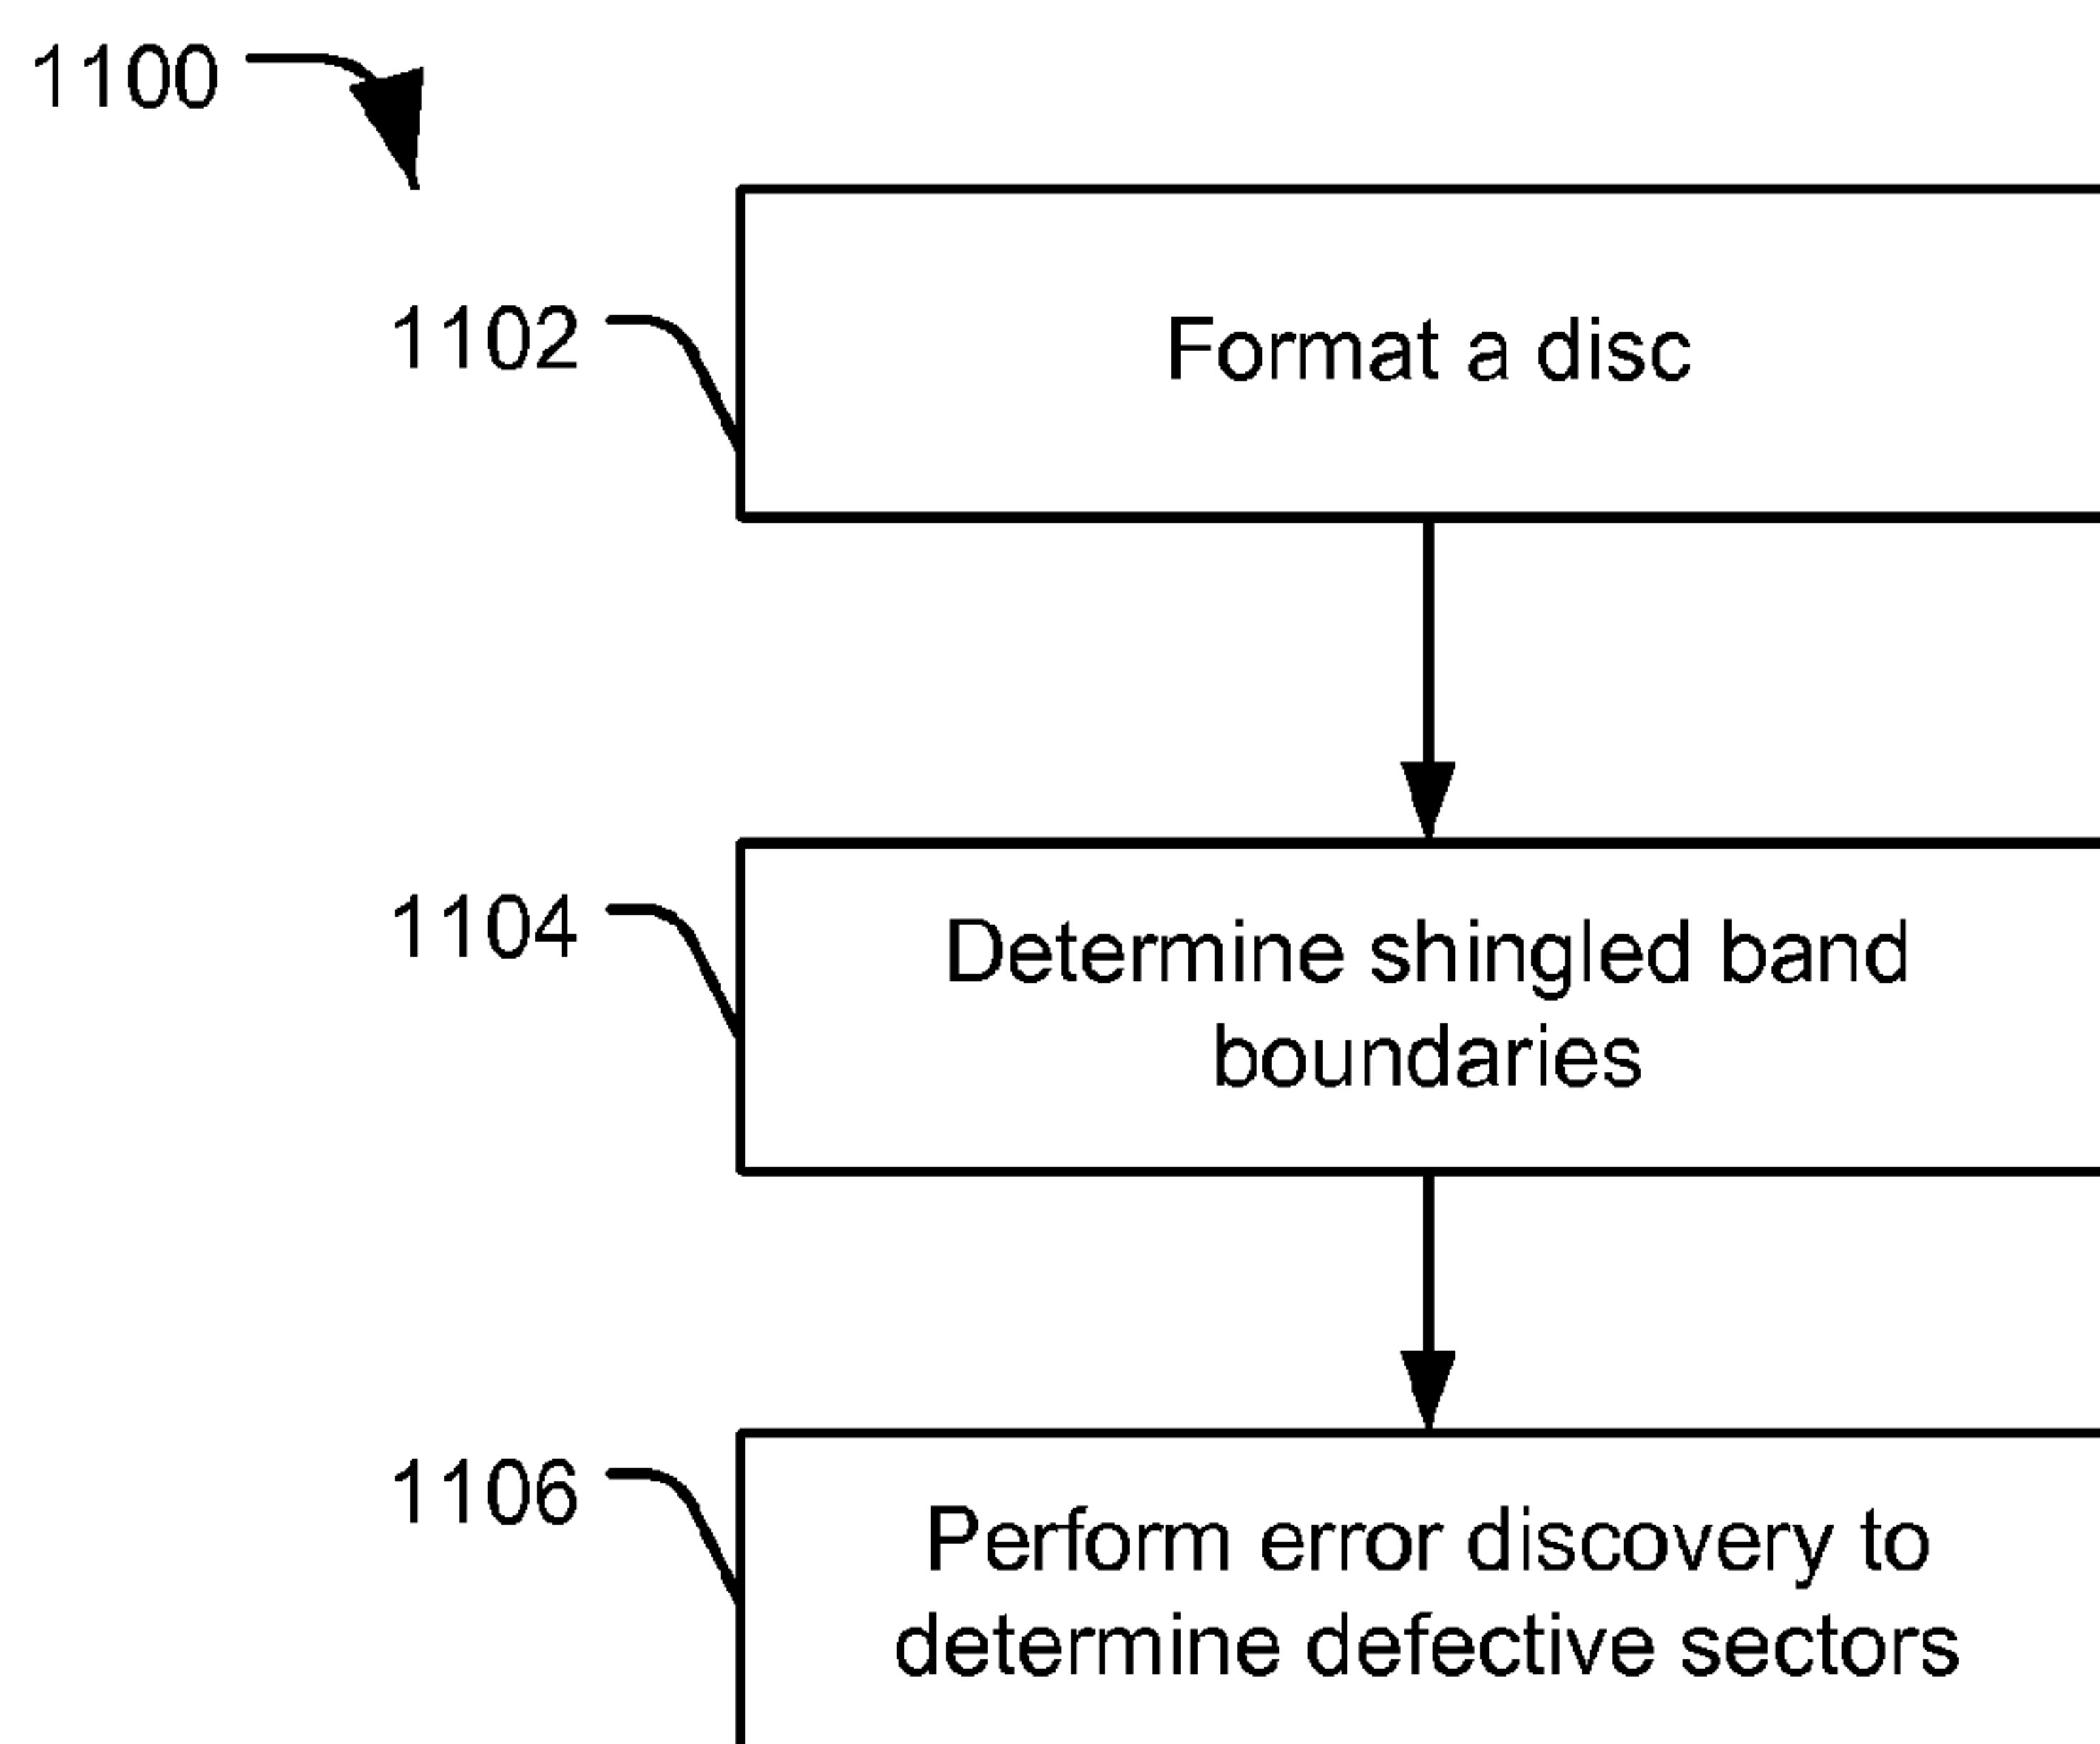 1100
1102
Format a disc
1104
Determine shingled band
boundaries
1106
Perform error discovery to
determine defective sectors